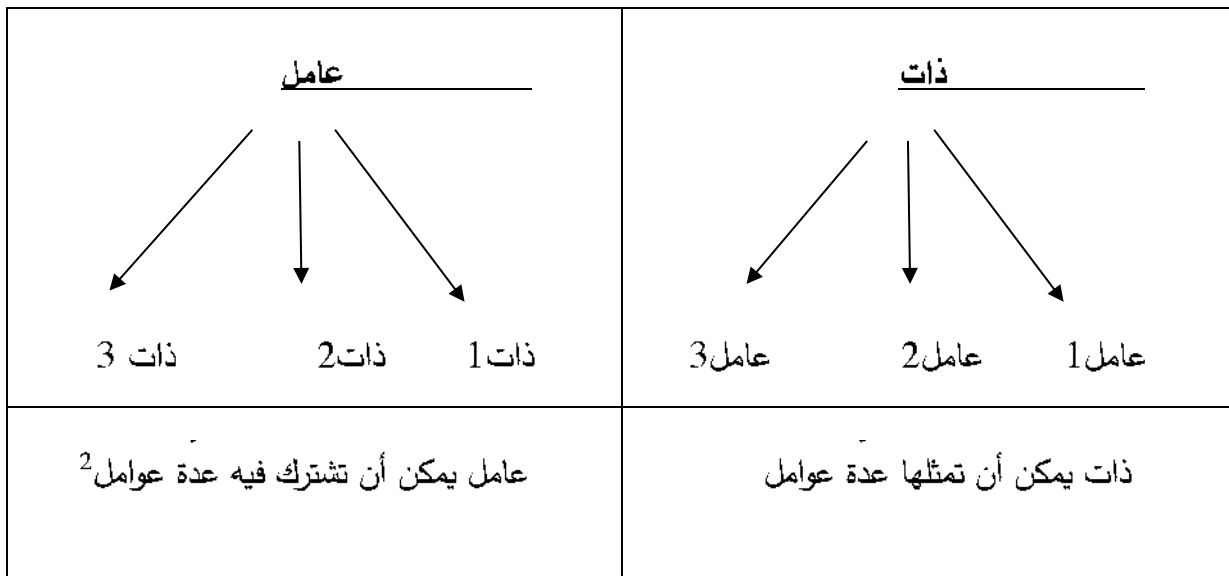 ذات
عامل1 عامل2 عامل3
ذات يمكن أن تمثلها عدة عوامل
عامل
ذات1 ذات2 ذات 3
عامل يمكن أن تشترك فيه عدة عوامل²